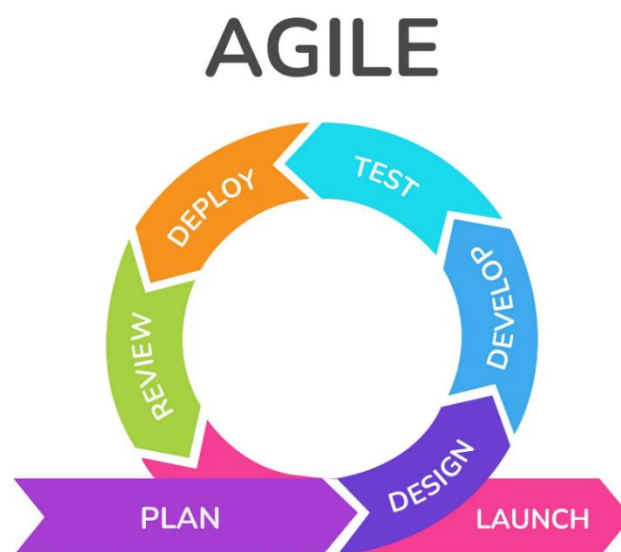 AGILE
PLAN
DESIGN
DEVELOP
TEST
DEPLOY
REVIEW
LAUNCH